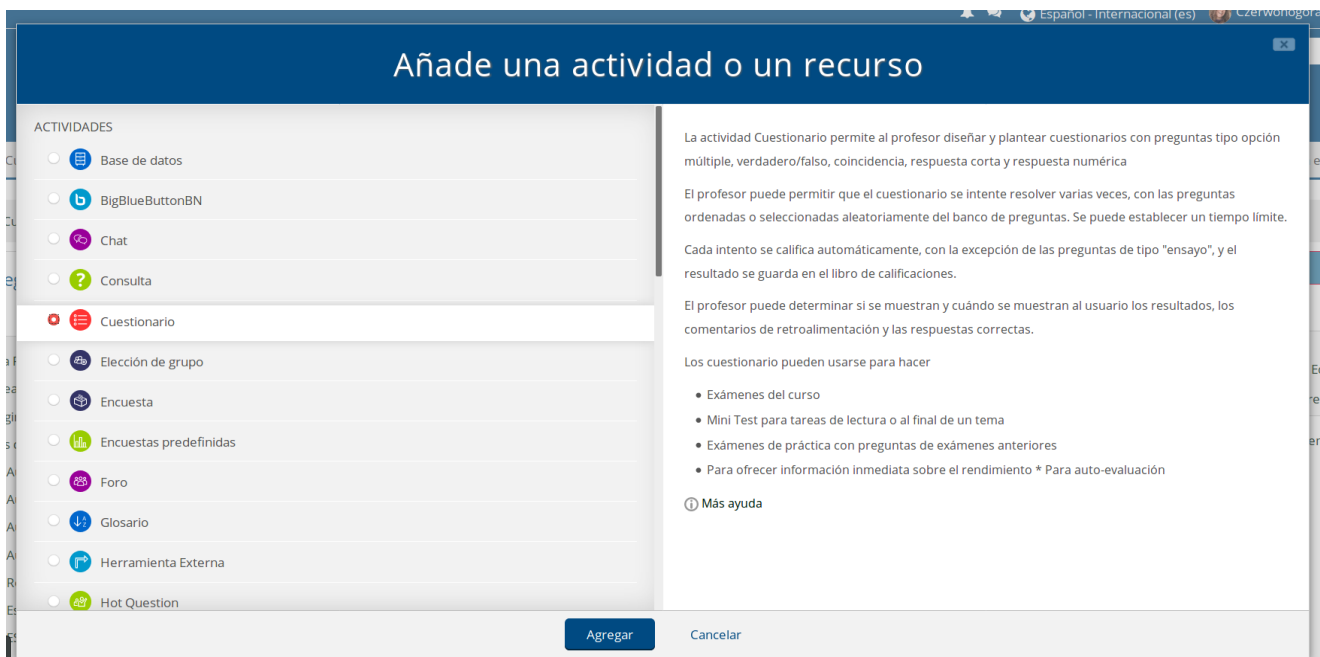 Español - Internacional (es)
Añade una actividad o un recurso
ACTIVIDADES
Base de datos
BigBlueButtonBN
Chat
Consulta
Cuestionario
Elección de grupo
Encuesta
Encuestas predefinidas
Foro
Glosario
Herramienta Externa
Hot Question
La actividad Cuestionario permite al profesor diseñar y plantear cuestionarios con preguntas tipo opción
múltiple, verdadero/falso, coincidencia, respuesta corta y respuesta numérica
El profesor puede permitir que el cuestionario se intente resolver varias veces, con las preguntas
ordenadas o seleccionadas aleatoriamente del banco de preguntas. Se puede establecer un tiempo límite.
Cada intento se califica automáticamente, con la excepción de las preguntas de tipo "ensayo", y el
resultado se guarda en el libro de calificaciones.
El profesor puede determinar si se muestran y cuándo se muestran al usuario los resultados, los
comentarios de retroalimentación y las respuestas correctas.
Los cuestionario pueden usarse para hacer
• Exámenes del curso
• Mini Test para tareas de lectura o al final de un tema
• Exámenes de práctica con preguntas de exámenes anteriores
• Para ofrecer información inmediata sobre el rendimiento * Para auto-evaluación
Más ayuda
Agregar
Cancelar